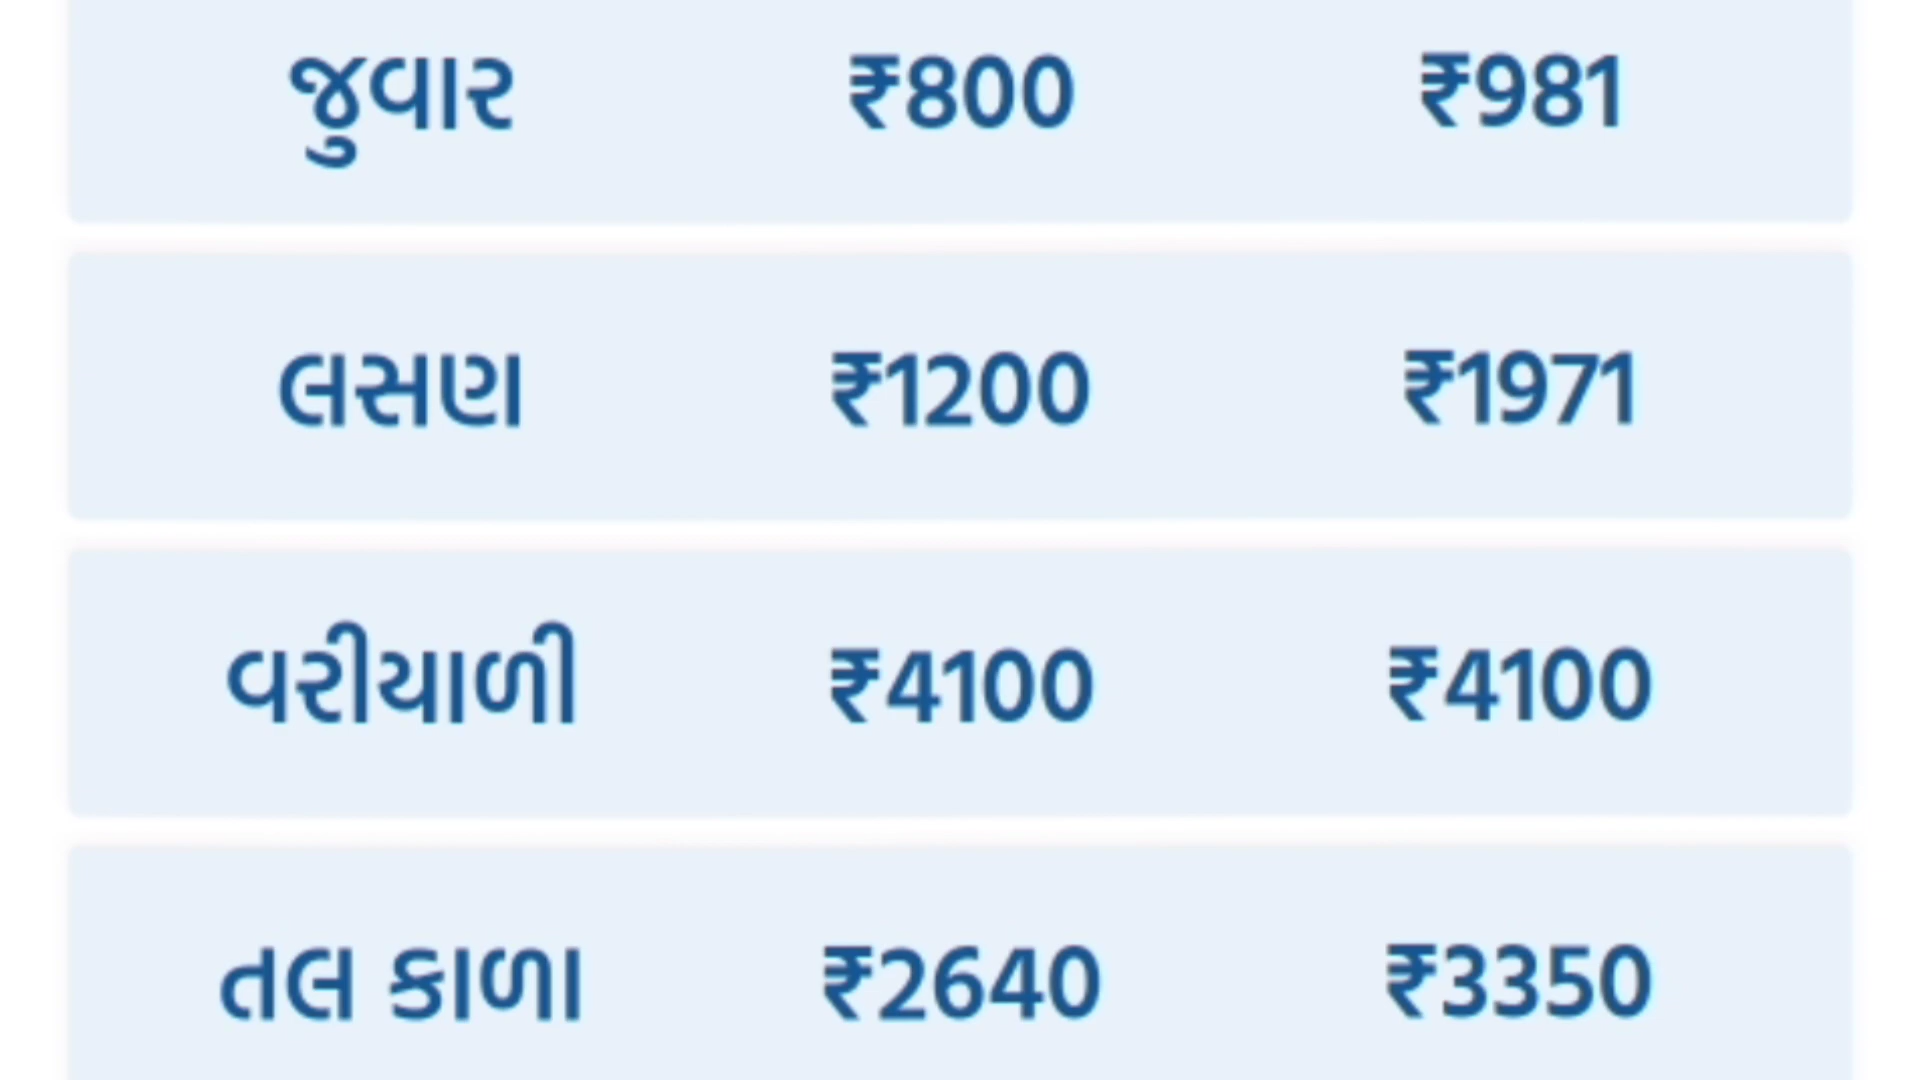 જુવાર ₹800 ₹981
લસણ ₹1200 ₹1971
વરીયાળી ₹4100 ₹4100
તલ કાળા ₹2640 ₹3350